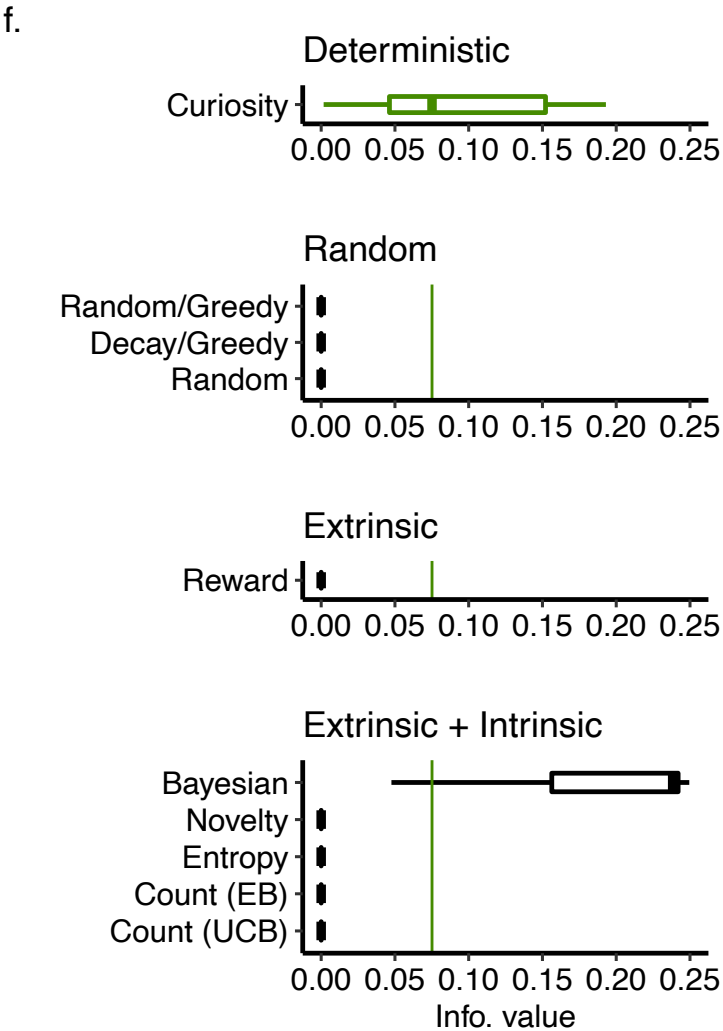 f.
Deterministic
Curiosity
0.00 0.05 0.10 0.15 0.20 0.25
Random
Random/Greedy
Decay/Greedy
Random
0.00 0.05 0.10 0.15 0.20 0.25
Extrinsic
Reward
0.00 0.05 0.10 0.15 0.20 0.25
Extrinsic + Intrinsic
Bayesian
Novelty
Entropy
Count (EB)
Count (UCB)
0.00 0.05 0.10 0.15 0.20 0.25
Info. value